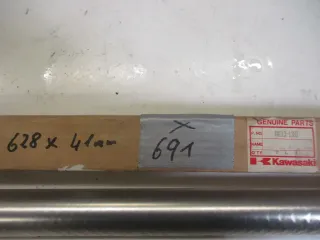 628 x 41mm
x
691
GENUINE PARTS
Kawasaki